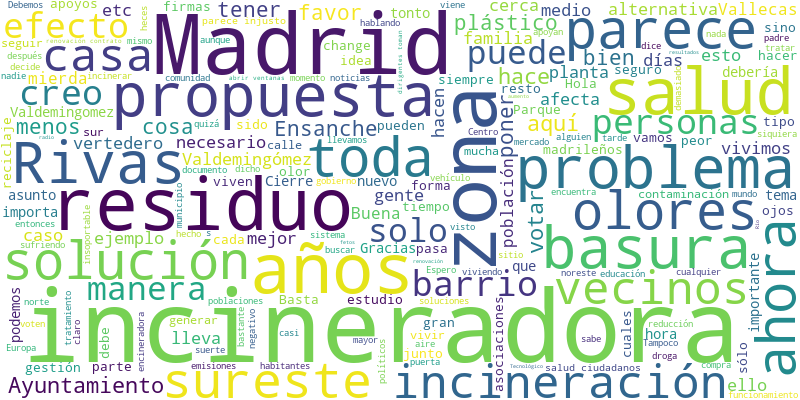 Debemos apoyos firmas favor tonto cerca alternativa Vallecas
efecto etc tener plástico medio parece
heces parece injusto hablando familia
renovación contrato mismo change esto sino
seguir casa Madrid dirigentes toman puede bien días viene
después aunque idea apoyan dice padre
decide incinerar hace planta seguro debería tratar hacer
nadie mierda comunidad momento noticias siempre resto nada resultados
creo propuesta abrir ventanas afecta Hola demasiado
Valdemingomez sido quizá pueden hacen Parque salud
menos cosa Ensanche zona aquí personas tipo
reciclaje vertedero sur necesario calle poner Centro madrileños siquiera
Valdemingómez toda mercado alguien tarde vamos peor
Rivas documento dicho llevamos mucha vivimos
asunto viven olor Cierre nuevo población problema
importa municipio gobierno gente votar contaminación tema
entonces residuo forma vehículo encuentra mundo ojos
caso Buena tiempo olores
sufriendo ejemplo cada mejor hecho s sistema visto solo
solución insoportable fetos buscar Gracias pasa sitio basura ahora
radio años renovación que noreste educación cualquier
poblaciones Basta estudio Espero viviendo barrio vecinos importante
podemos norte manera soluciones
voten tratamiento claro debe generar bastante negativo casi gran cuales reducción
Europa incineradora vivir aire hora Tampoco sabe
gestión lleva suerte mayor junto puerta asociaciones droga
parte encineradora emisiones habitantes políticos solo salud ciudadanos compra
Ayuntamiento sureste incineración Tecnológico ello funcionamiento